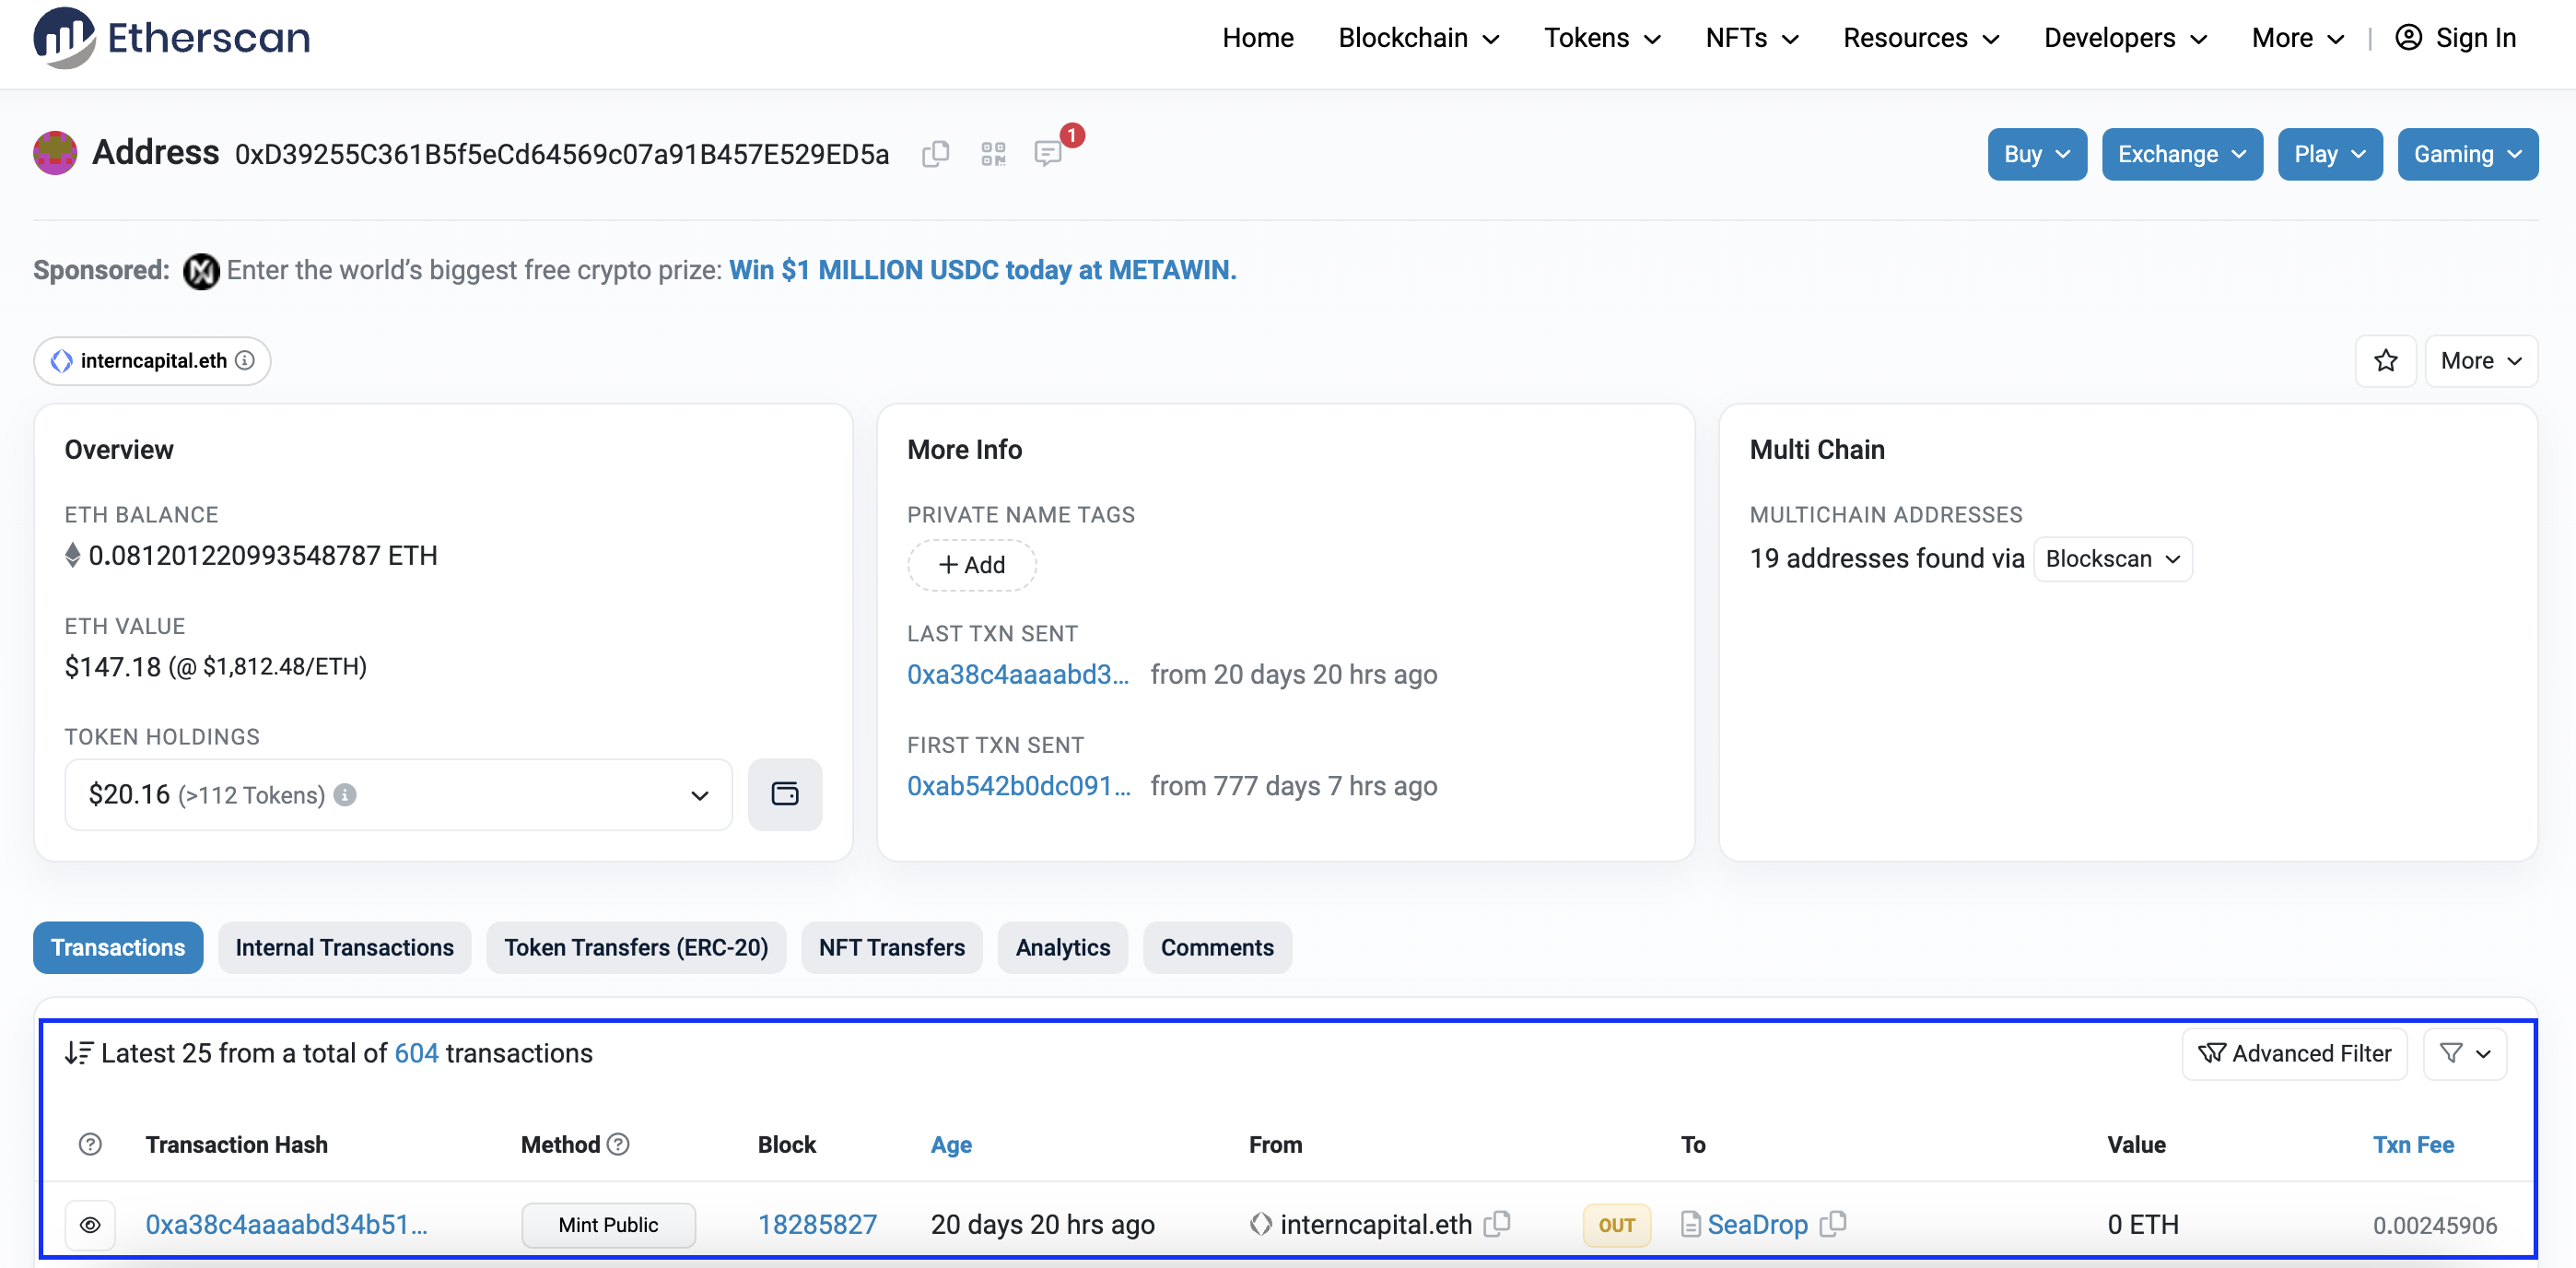 Etherscan
Home Blockchain Tokens NFTs Resources Developers More | Sign In
Address 0xD39255C361B5f5eCd64569c07a91B457E529ED5a 1
Buy Exchange Play Gaming
Sponsored: Enter the world’s biggest free crypto prize: Win $1 MILLION USDC today at METAWIN.
interncapital.eth
More
Overview
ETH BALANCE
0.081201220993548787 ETH
ETH VALUE
$147.18 (@ $1,812.48/ETH)
TOKEN HOLDINGS
$20.16 (>112 Tokens)
More Info
PRIVATE NAME TAGS
+ Add
LAST TXN SENT
0xa38c4aaaabd3... from 20 days 20 hrs ago
FIRST TXN SENT
0xab542b0dc091... from 777 days 7 hrs ago
Multi Chain
MULTICHAIN ADDRESSES
19 addresses found via Blockscan
Transactions Internal Transactions Token Transfers (ERC-20) NFT Transfers Analytics Comments
Latest 25 from a total of 604 transactions
Advanced Filter
Transaction Hash Method Block Age From To Value Txn Fee
0xa38c4aaaabd34b51... Mint Public 18285827 20 days 20 hrs ago interncapital.eth OUT SeaDrop 0 ETH 0.00245906